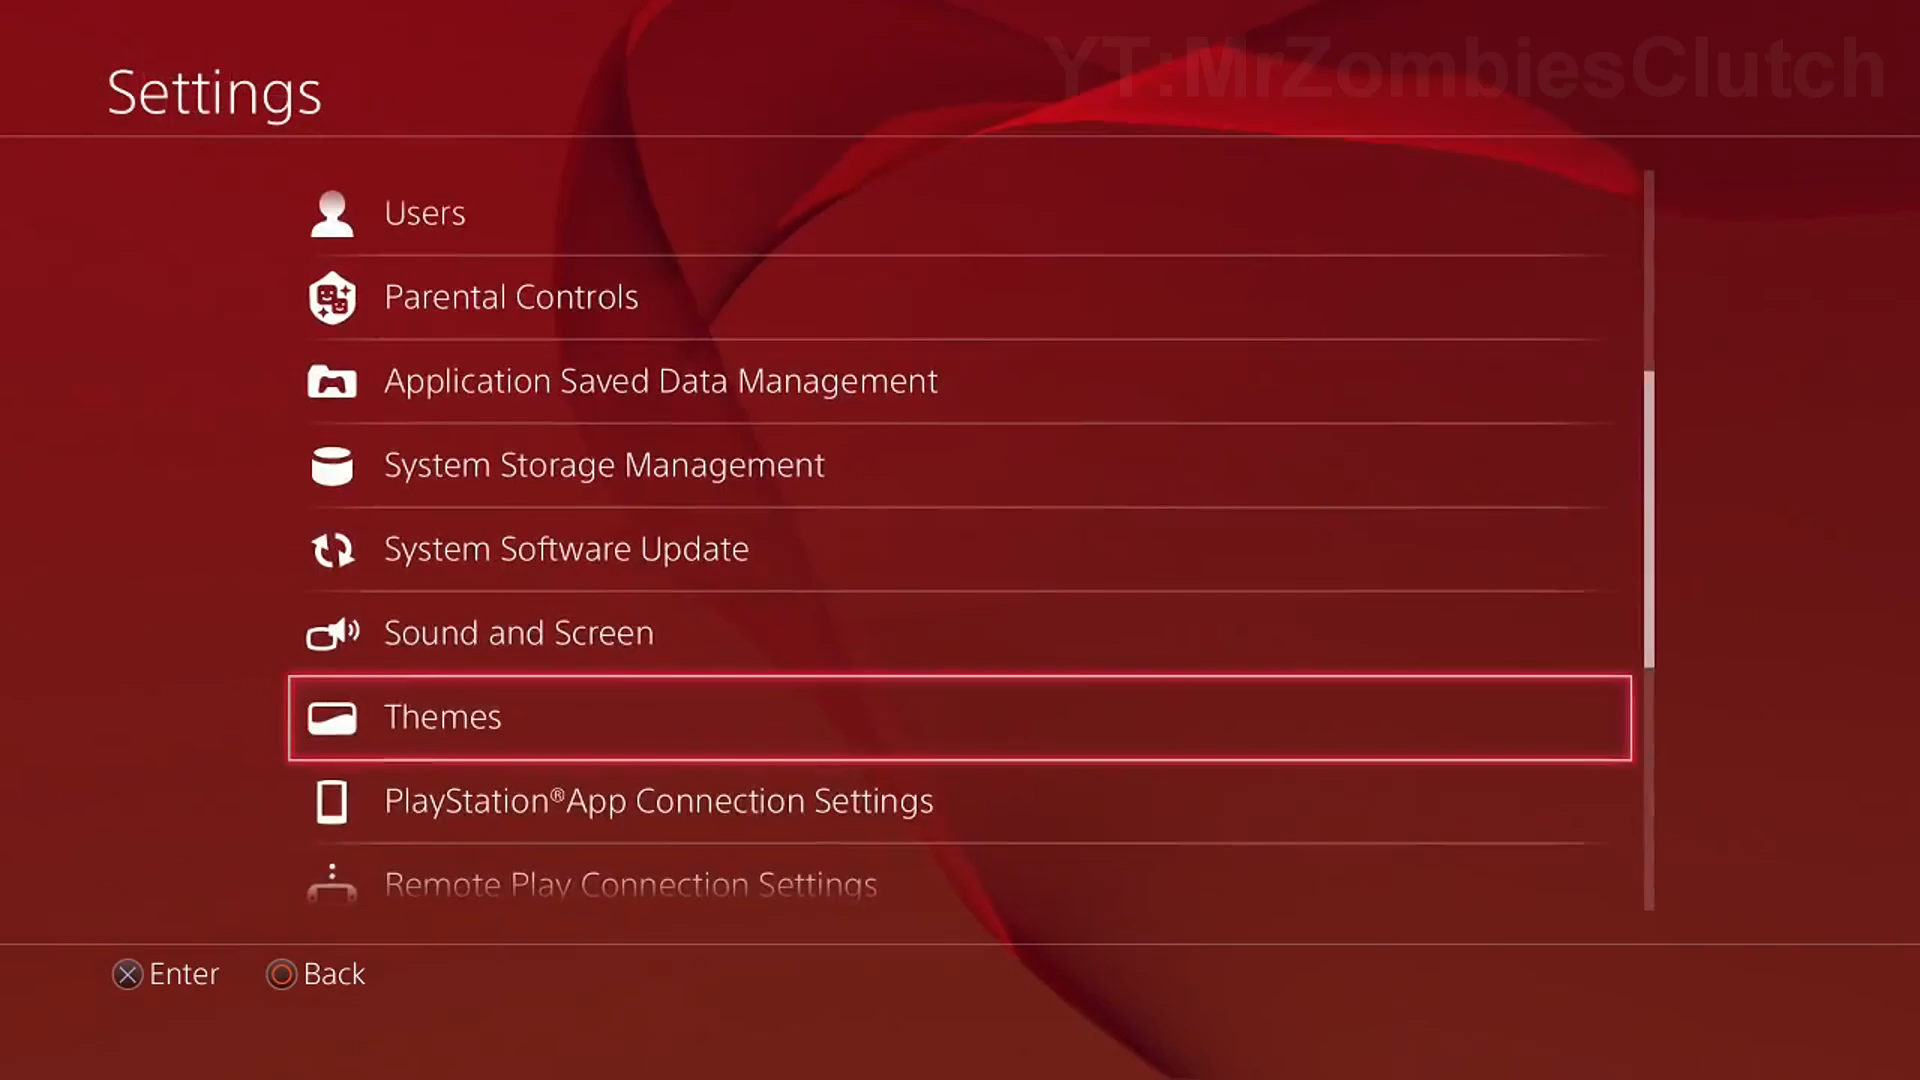 YT:MrZombiesClutch
Settings
Users
Parental Controls
Application Saved Data Management
System Storage Management
System Software Update
Sound and Screen
Themes
PlayStation®App Connection Settings
Remote Play Connection Settings
Enter Back